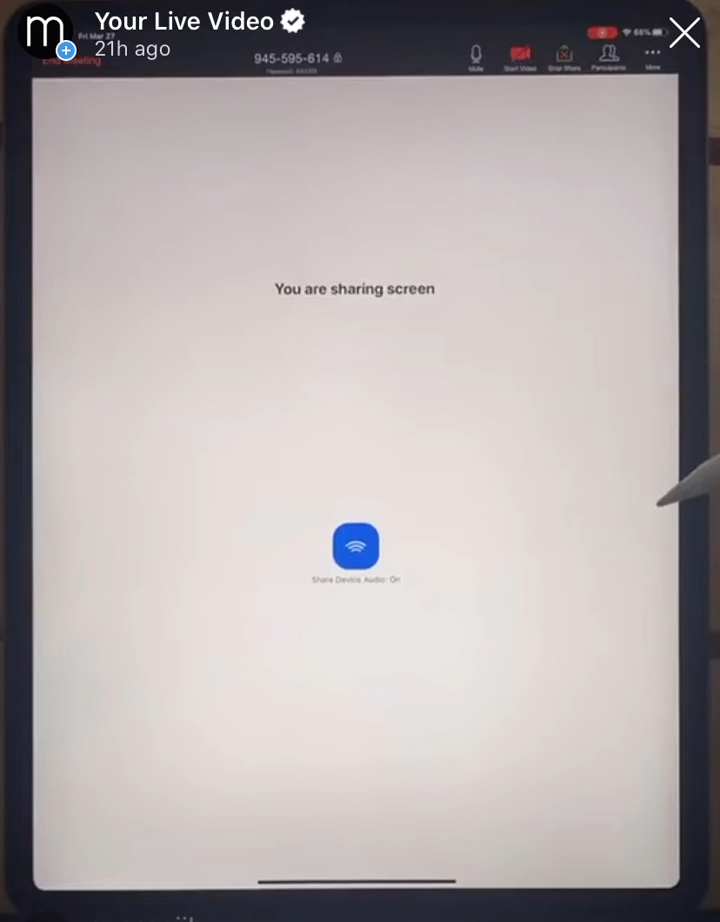 m
Your Live Video
21h ago
Fri Mar 27
68%
End Meeting
945-595-614
Mute
Start Video
Stop Share
Participants
More
You are sharing screen
Share Device Audio: On